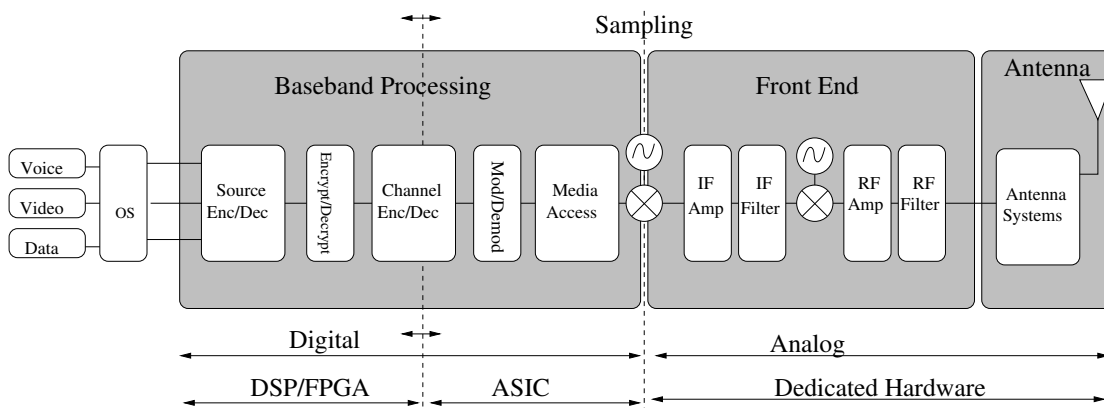 Sampling
Baseband Processing
Front End
Antenna
Voice
Video
Data
OS
Source
Enc/Dec
Encrypt/Decrypt
Channel
Enc/Dec
Mod/Demod
Media
Access
IF
Amp
IF
Filter
RF
Amp
RF
Filter
Antenna
Systems
Digital
Analog
DSP/FPGA
ASIC
Dedicated Hardware